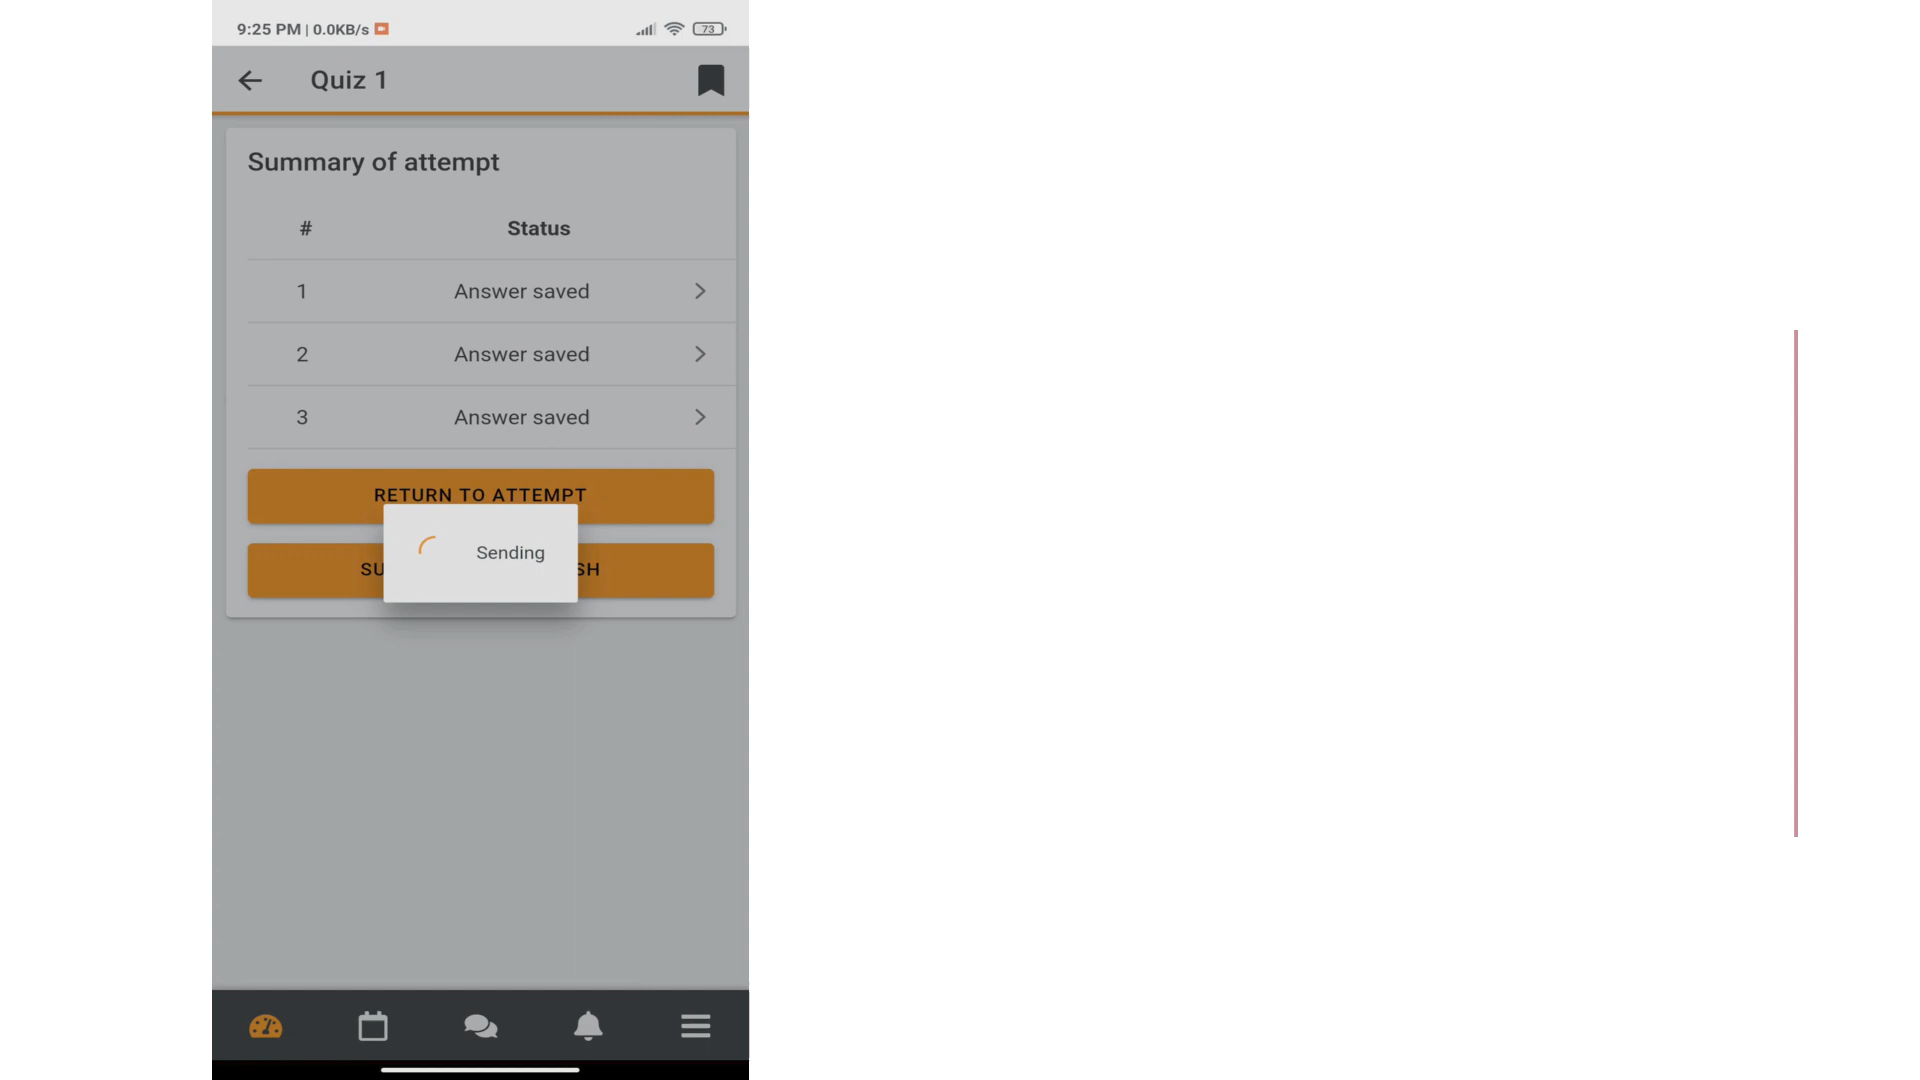 9:25 PM | 0.0KB/s
73
Quiz 1
Summary of attempt
# Status
1 Answer saved
2 Answer saved
3 Answer saved
RETURN TO ATTEMPT
Sending